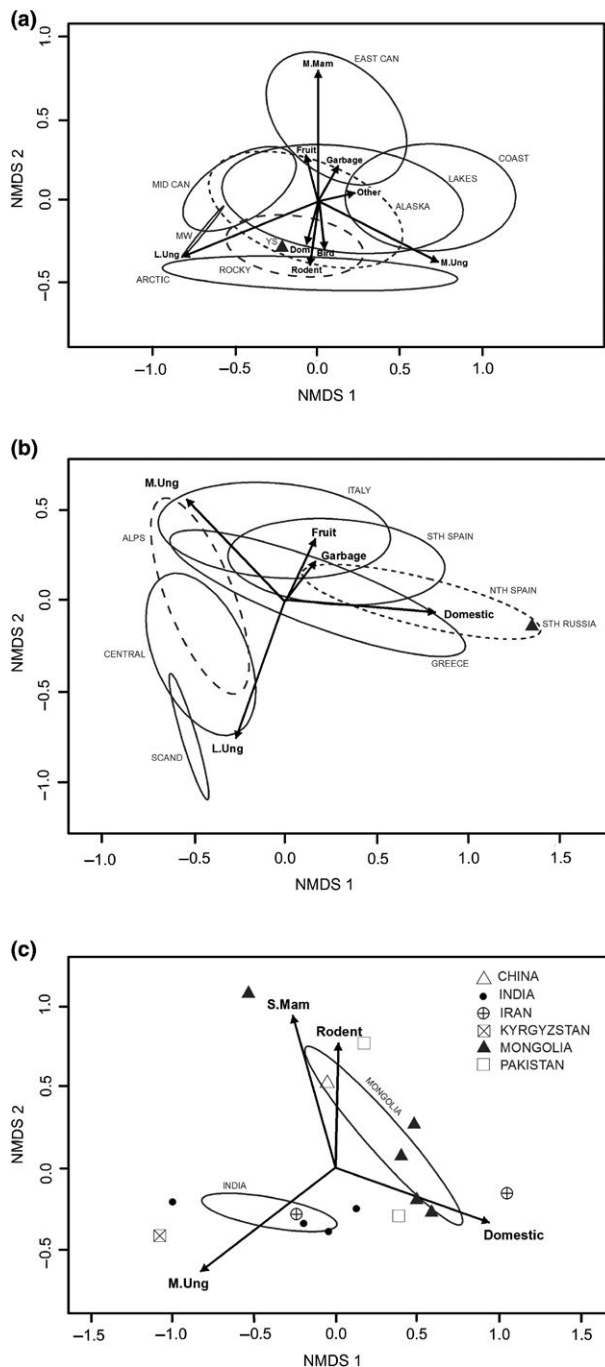 (a)
1.0
0.5
0.0
−0.5
NMDS 2
EAST CAN
M.Mam
Fruit
Garbage
COAST
MID CAN
Other
LAKES
ALASKA
MW
YS
Dom
Bird
L.Ung
Rodent
M.Ung
ROCKY
ARCTIC
−1.0 −0.5 0.0 0.5 1.0
NMDS 1
(b)
0.5
0.0
−0.5
−1.0
NMDS 2
M.Ung
ITALY
ALPS
Fruit
STH SPAIN
Garbage
NTH SPAIN
Domestic
STH RUSSIA
CENTRAL
GREECE
L.Ung
SCAND
−1.0 −0.5 0.0 0.5 1.0 1.5
NMDS 1
(c)
1.0
0.5
0.0
−0.5
NMDS 2
CHINA
INDIA
IRAN
KYRGYZSTAN
MONGOLIA
PAKISTAN
S.Mam
Rodent
MONGOLIA
INDIA
Domestic
M.Ung
−1.5 −1.0 −0.5 0 0.5 1.0 1.5
NMDS 1